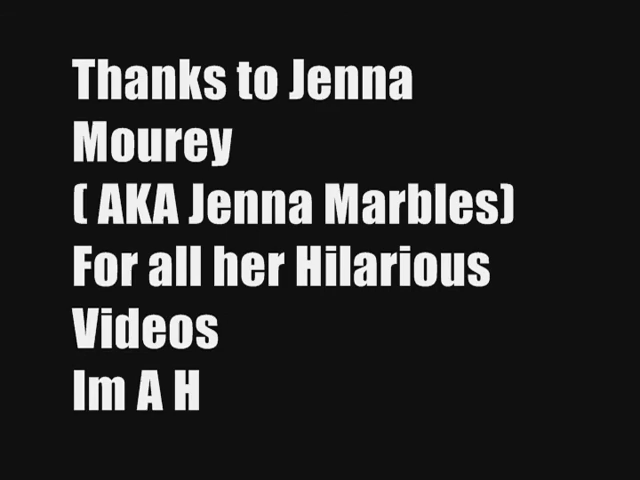 Thanks to Jenna
Mourey
( AKA Jenna Marbles)
For all her Hilarious
Videos
Im A H